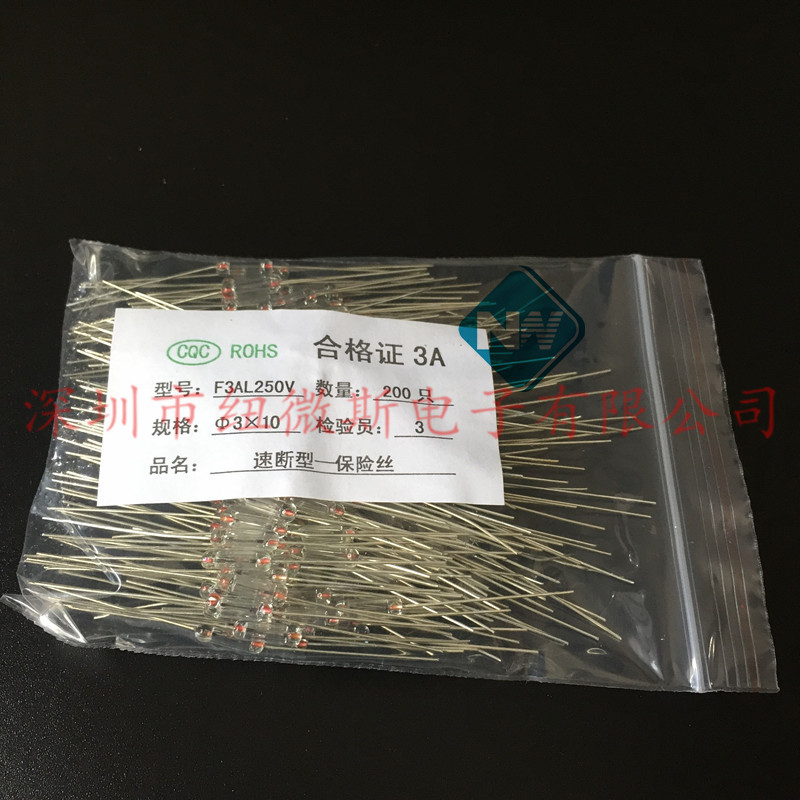 NW
CQC ROHS 合格证 3A
型号: F3AL250V 数量: 200 只
深圳市纽微斯电子有限公司
规格: Φ3×10 检验员: 3
品名: 速断型—保险丝